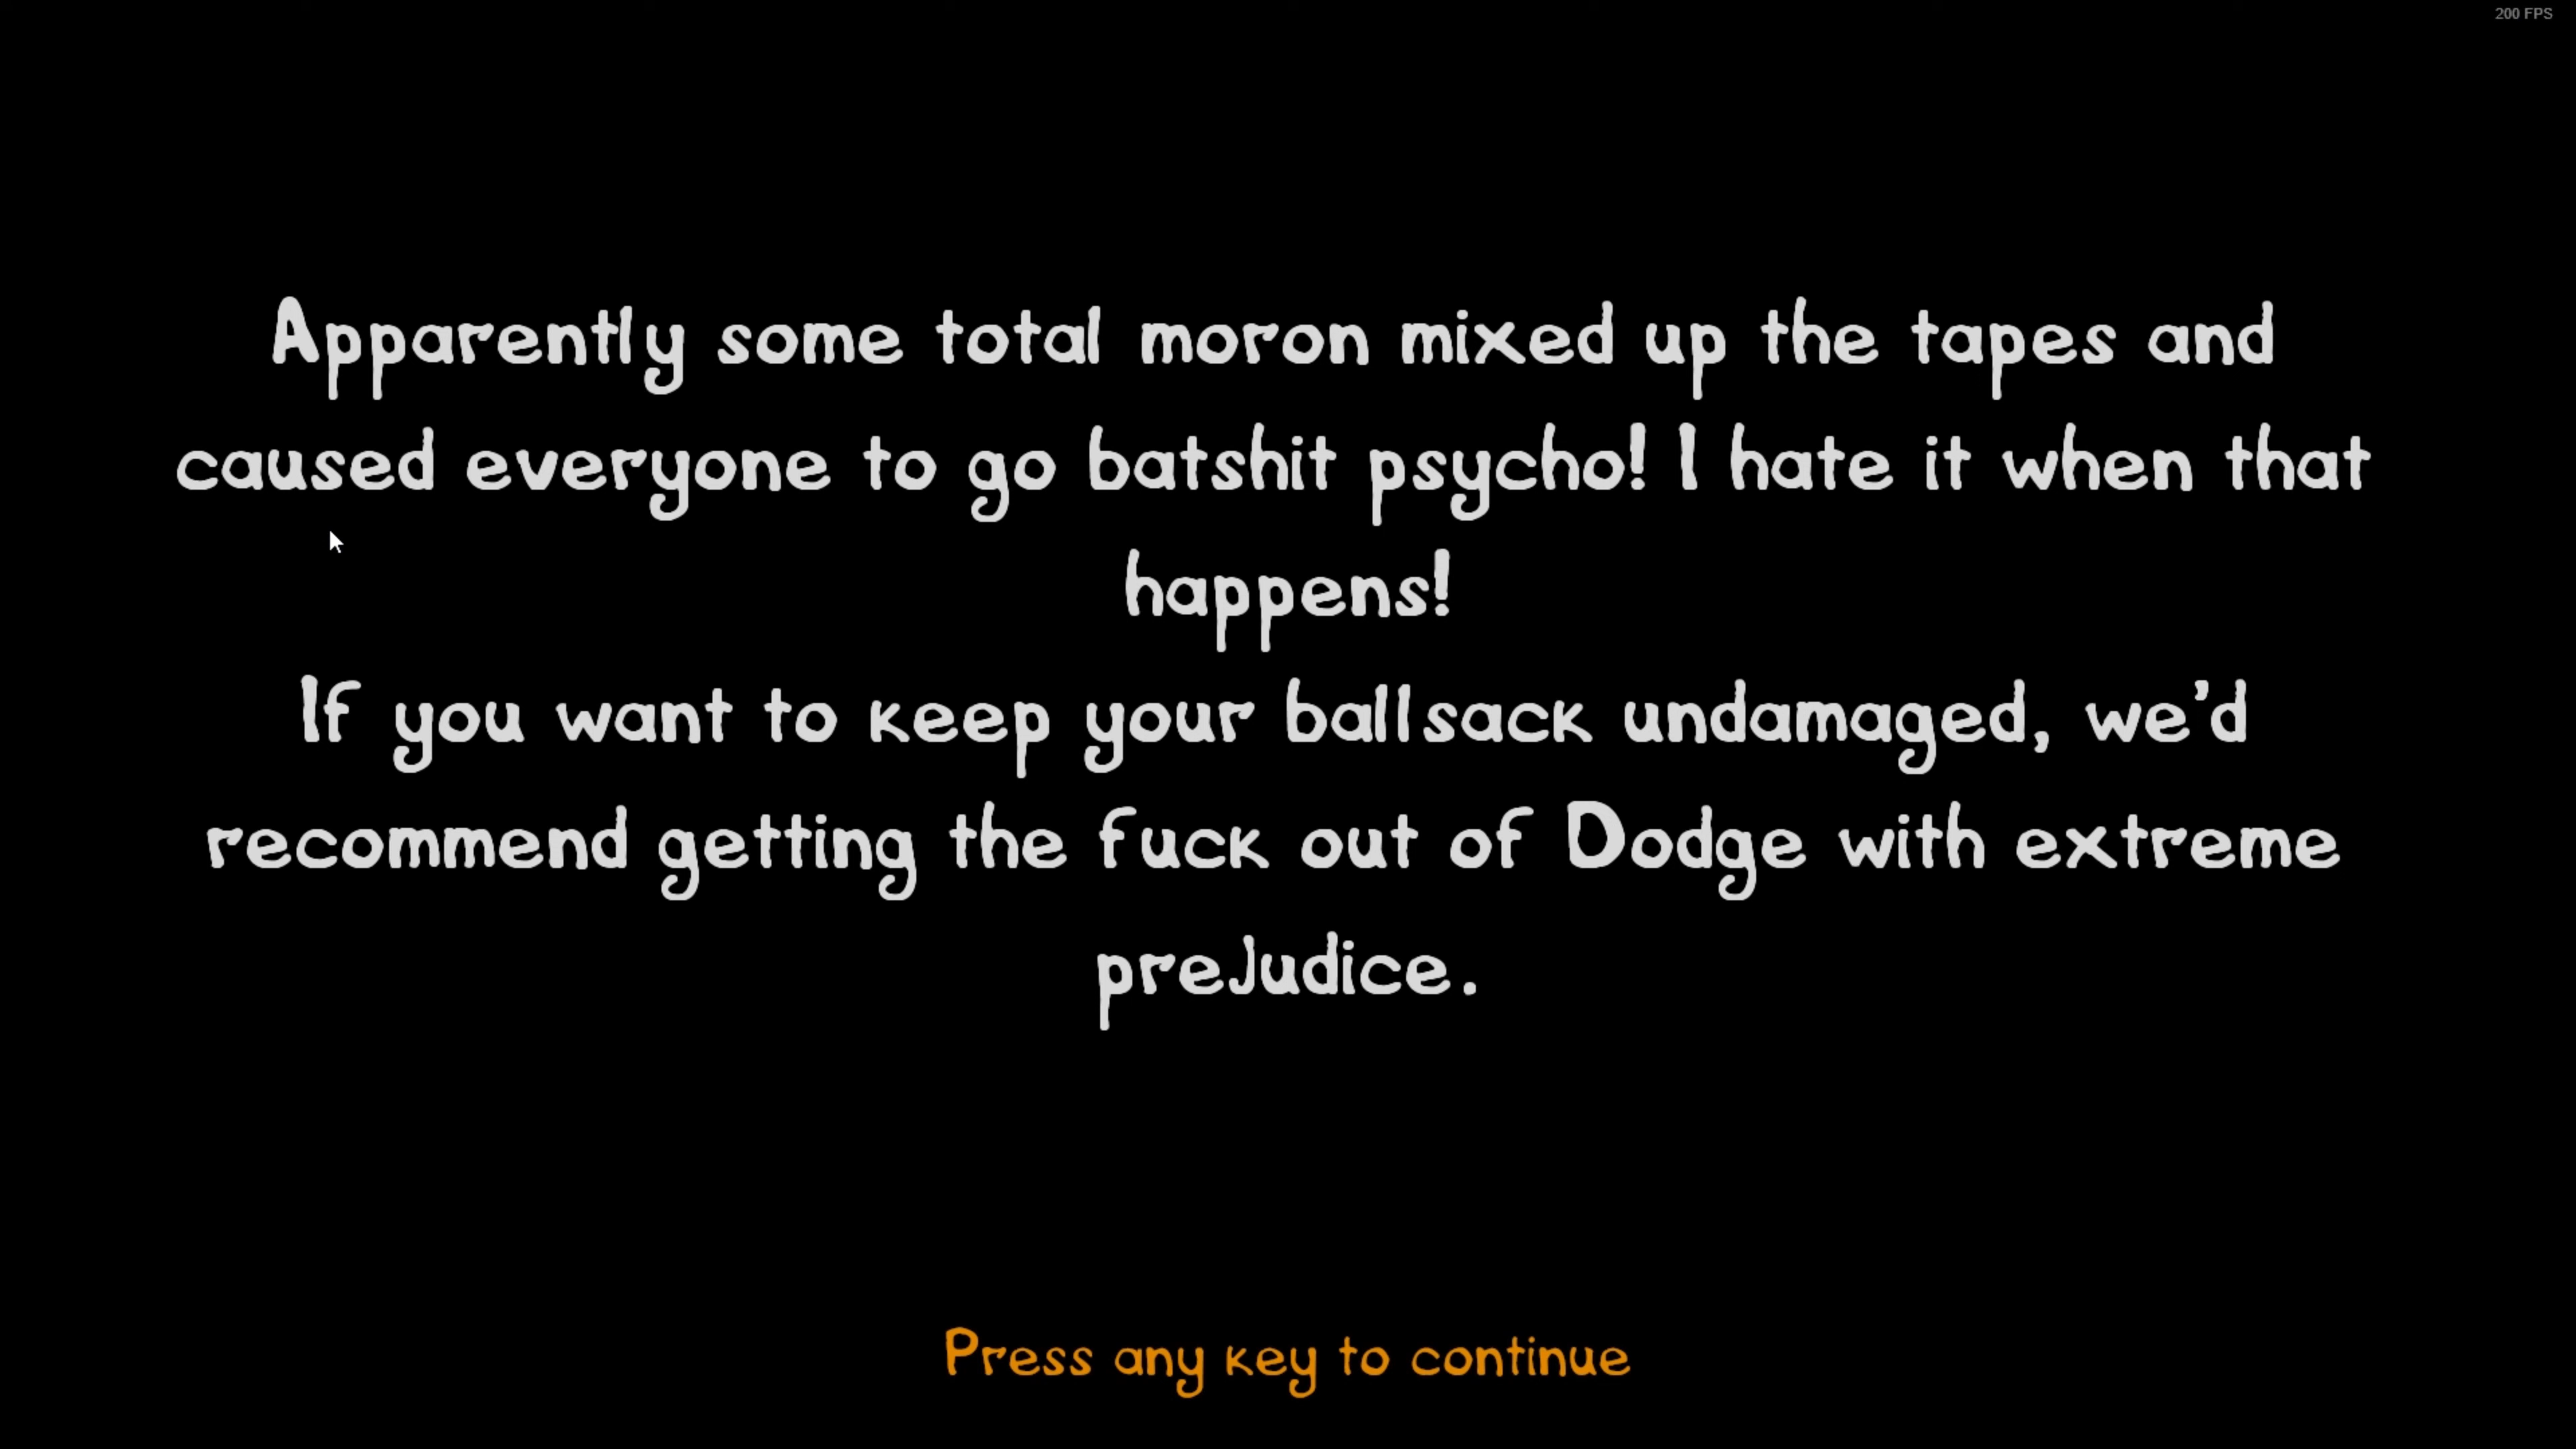 200 FPS
Apparently some total moron mixed up the tapes and
caused everyone to go batshit psycho! I hate it when that
happens!
If you want to keep your ballsack undamaged, we'd
recommend getting the fuck out of Dodge with extreme
prejudice.
Press any key to continue